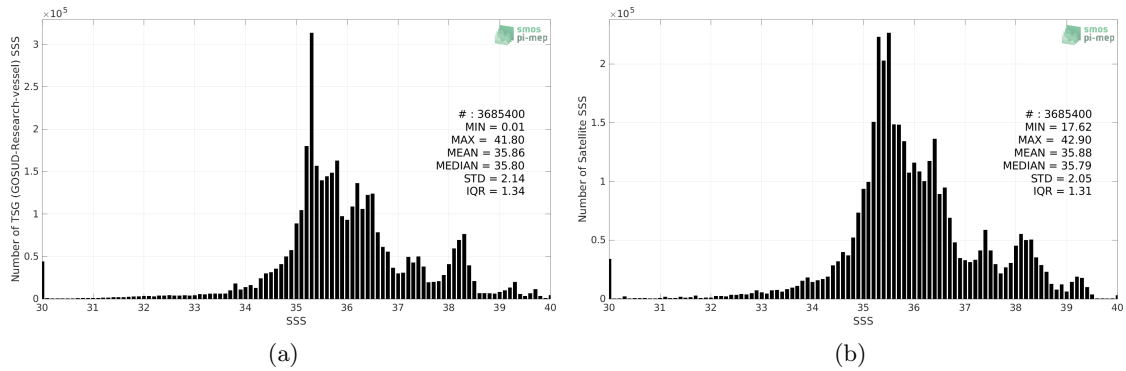 ×10⁵
3
2.5
2
1.5
1
0.5
0
Number of TSG (GOSUD-Research-vessel) SSS
smos
pi-mep
# : 3685400
MIN = 0.01
MAX = 41.80
MEAN = 35.86
MEDIAN = 35.80
STD = 2.14
IQR = 1.34
30 31 32 33 34 35 36 37 38 39 40
SSS
(a)
×10⁵
2
1.5
1
0.5
0
Number of Satellite SSS
smos
pi-mep
# : 3685400
MIN = 17.62
MAX = 42.90
MEAN = 35.88
MEDIAN = 35.79
STD = 2.05
IQR = 1.31
30 31 32 33 34 35 36 37 38 39 40
SSS
(b)